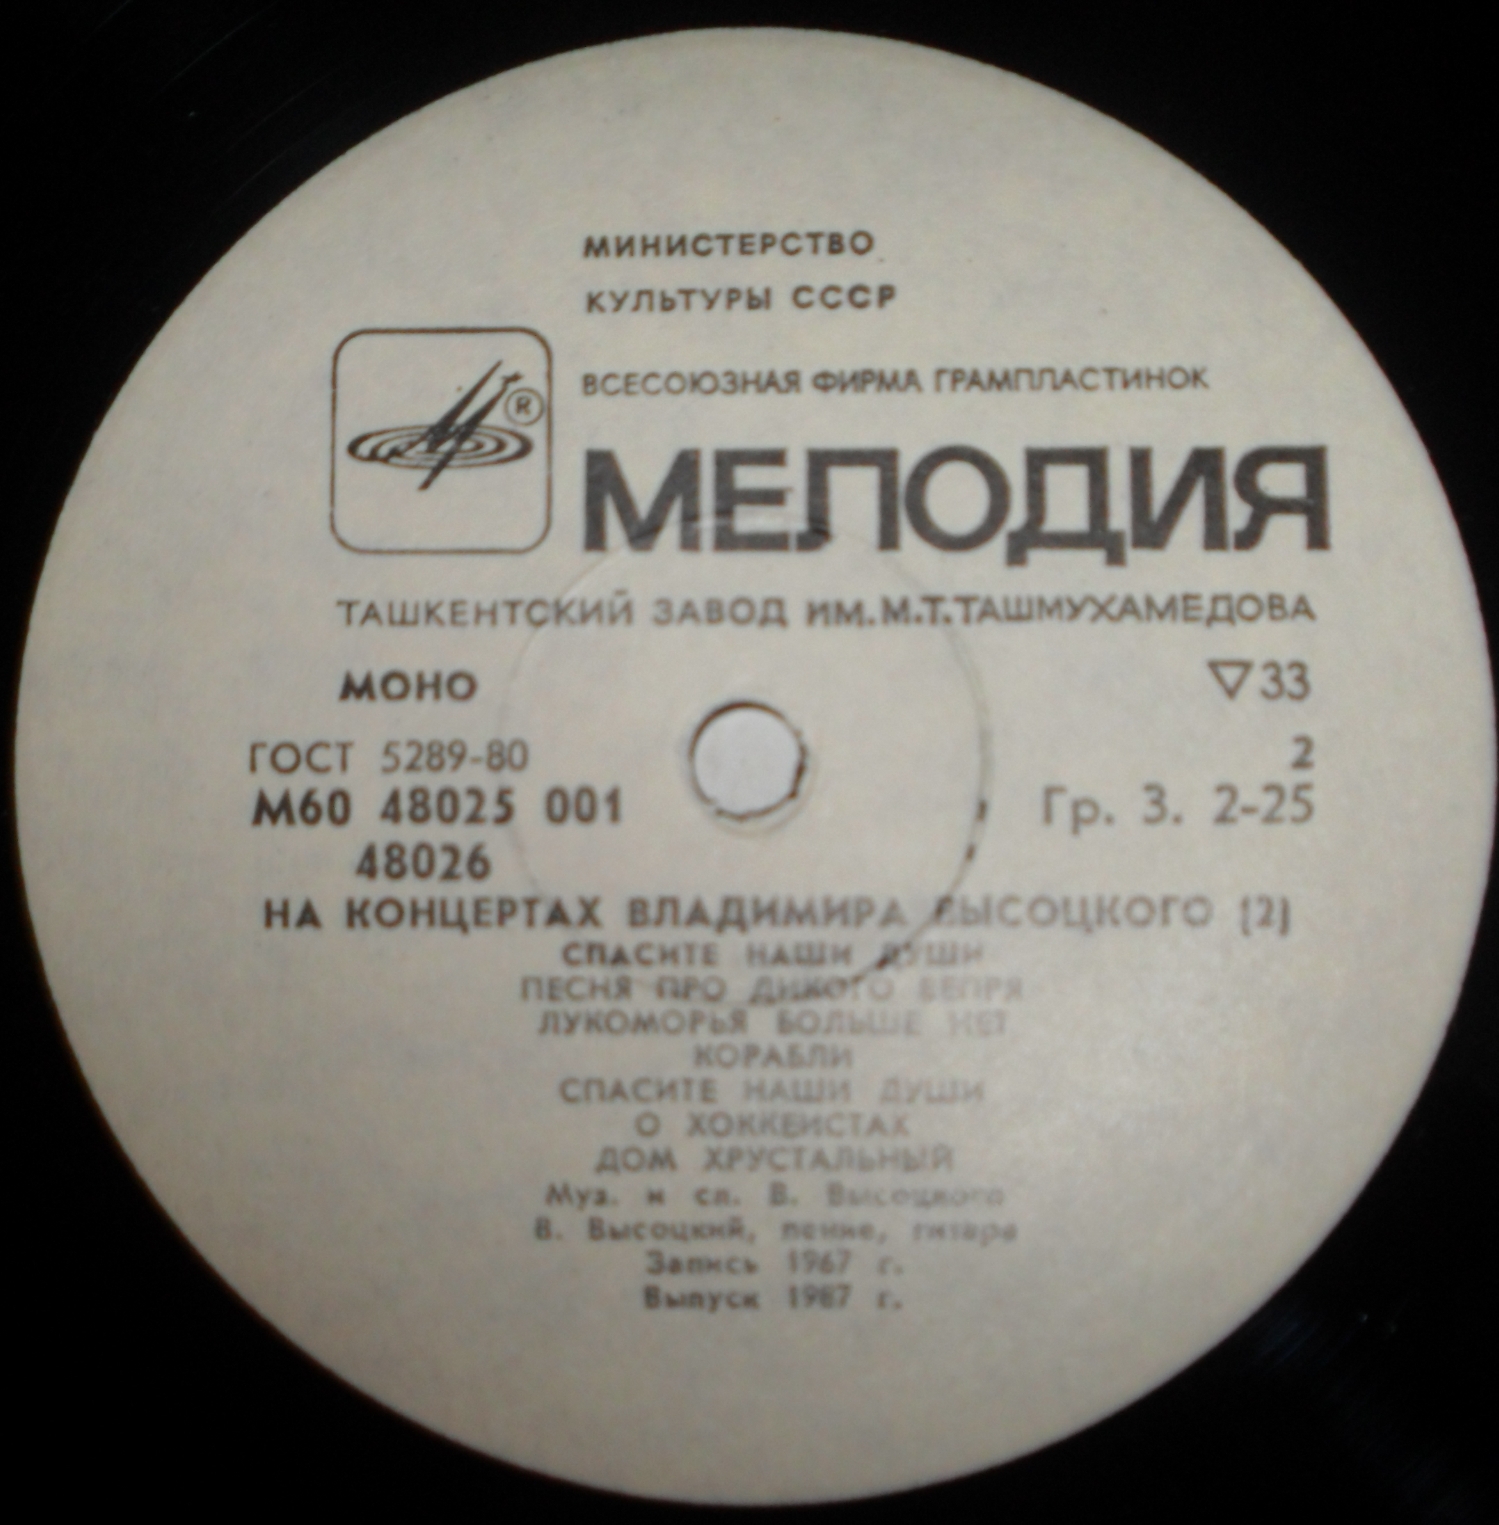 МИНИСТЕРСТВО
КУЛЬТУРЫ СССР
ВСЕСОЮЗНАЯ ФИРМА ГРАМПЛАСТИНОК
®
МЕЛОДИЯ
ТАШКЕНТСКИЙ ЗАВОД ИМ.М.Т.ТАШМУХАМЕДОВА
МОНО ▽33
ГОСТ 5289-80 2
М60 48025 001 Гр. 3. 2-25
48026
НА КОНЦЕРТАХ ВЛАДИМИРА ВЫСОЦКОГО (2)
СПАСИТЕ НАШИ ДУШИ
ПЕСНЯ ПРО ДИКОГО ВЕПРЯ
ЛУКОМОРЬЯ БОЛЬШЕ НЕТ
КОРАБЛИ
СПАСИТЕ НАШИ ДУШИ
О ХОККЕИСТАХ
ДОМ ХРУСТАЛЬНЫЙ
Муз. и сл. В. Высоцкого
В. Высоцкий, пение, гитара
Запись 1967 г.
Выпуск 1987 г.